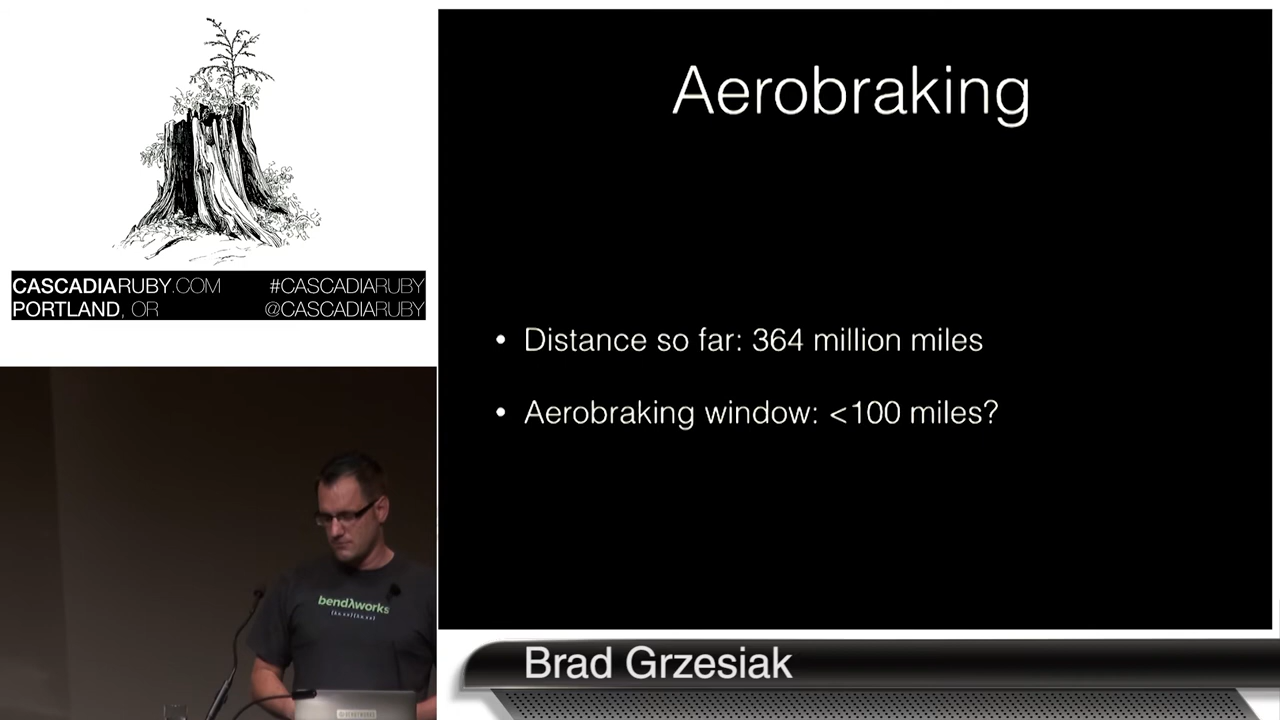 Aerobraking
• Distance so far: 364 million miles
• Aerobraking window: <100 miles?
CASCADIARUBY.COM #CASCADIARUBY
PORTLAND, OR @CASCADIARUBY
bendλworks
Brad Grzesiak